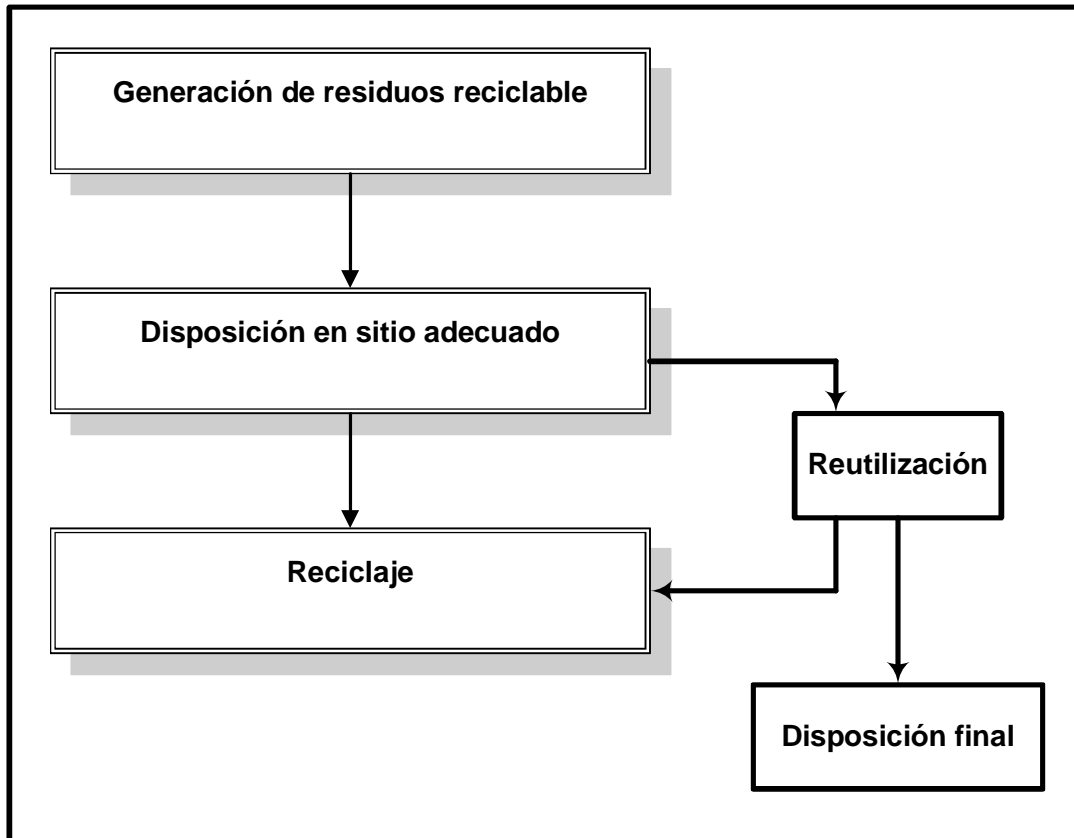 Generación de residuos reciclable
Disposición en sitio adecuado
Reutilización
Reciclaje
Disposición final